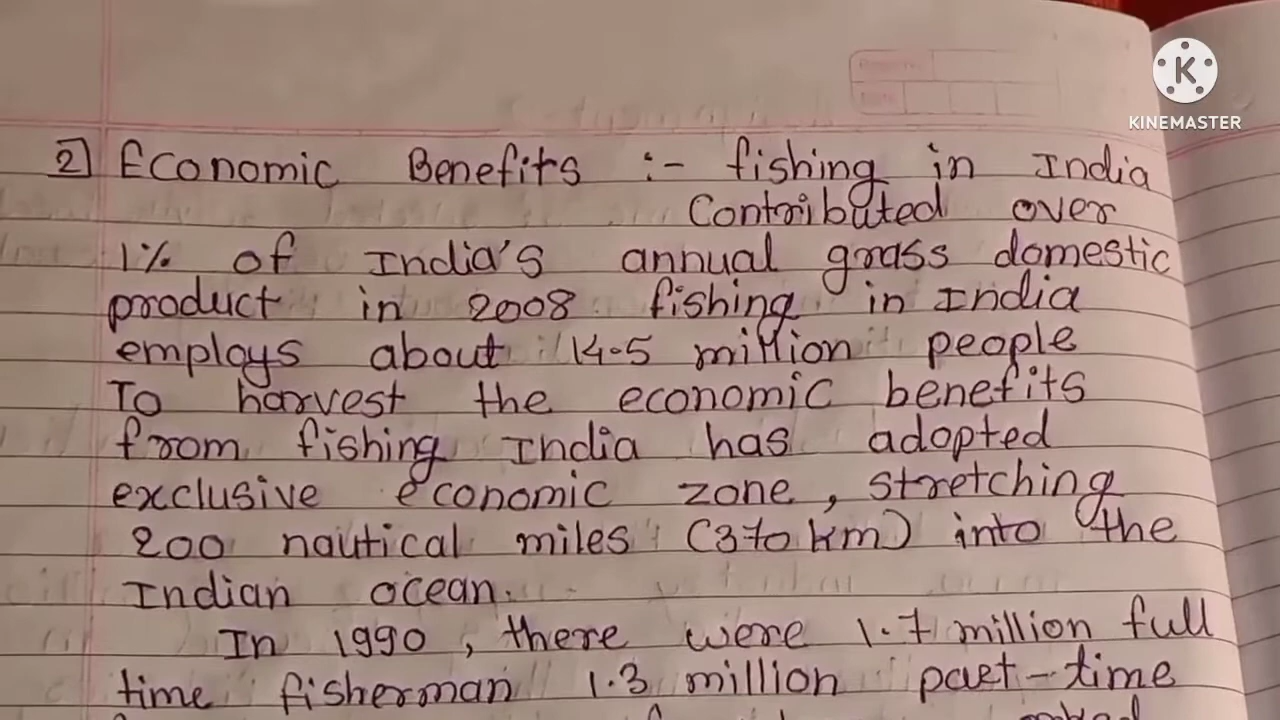 KINEMASTER
2 Economic Benefits :- fishing in India
Contributed over
1% of India's annual grass domestic
product in 2008 fishing in India
employs about 14.5 million people
To harvest the economic benefits
from fishing India has adopted
exclusive economic zone, stretching
200 nautical miles (370 km) into the
Indian ocean.
In 1990, there were 1.7 million full
time fisherman 1.3 million part-time